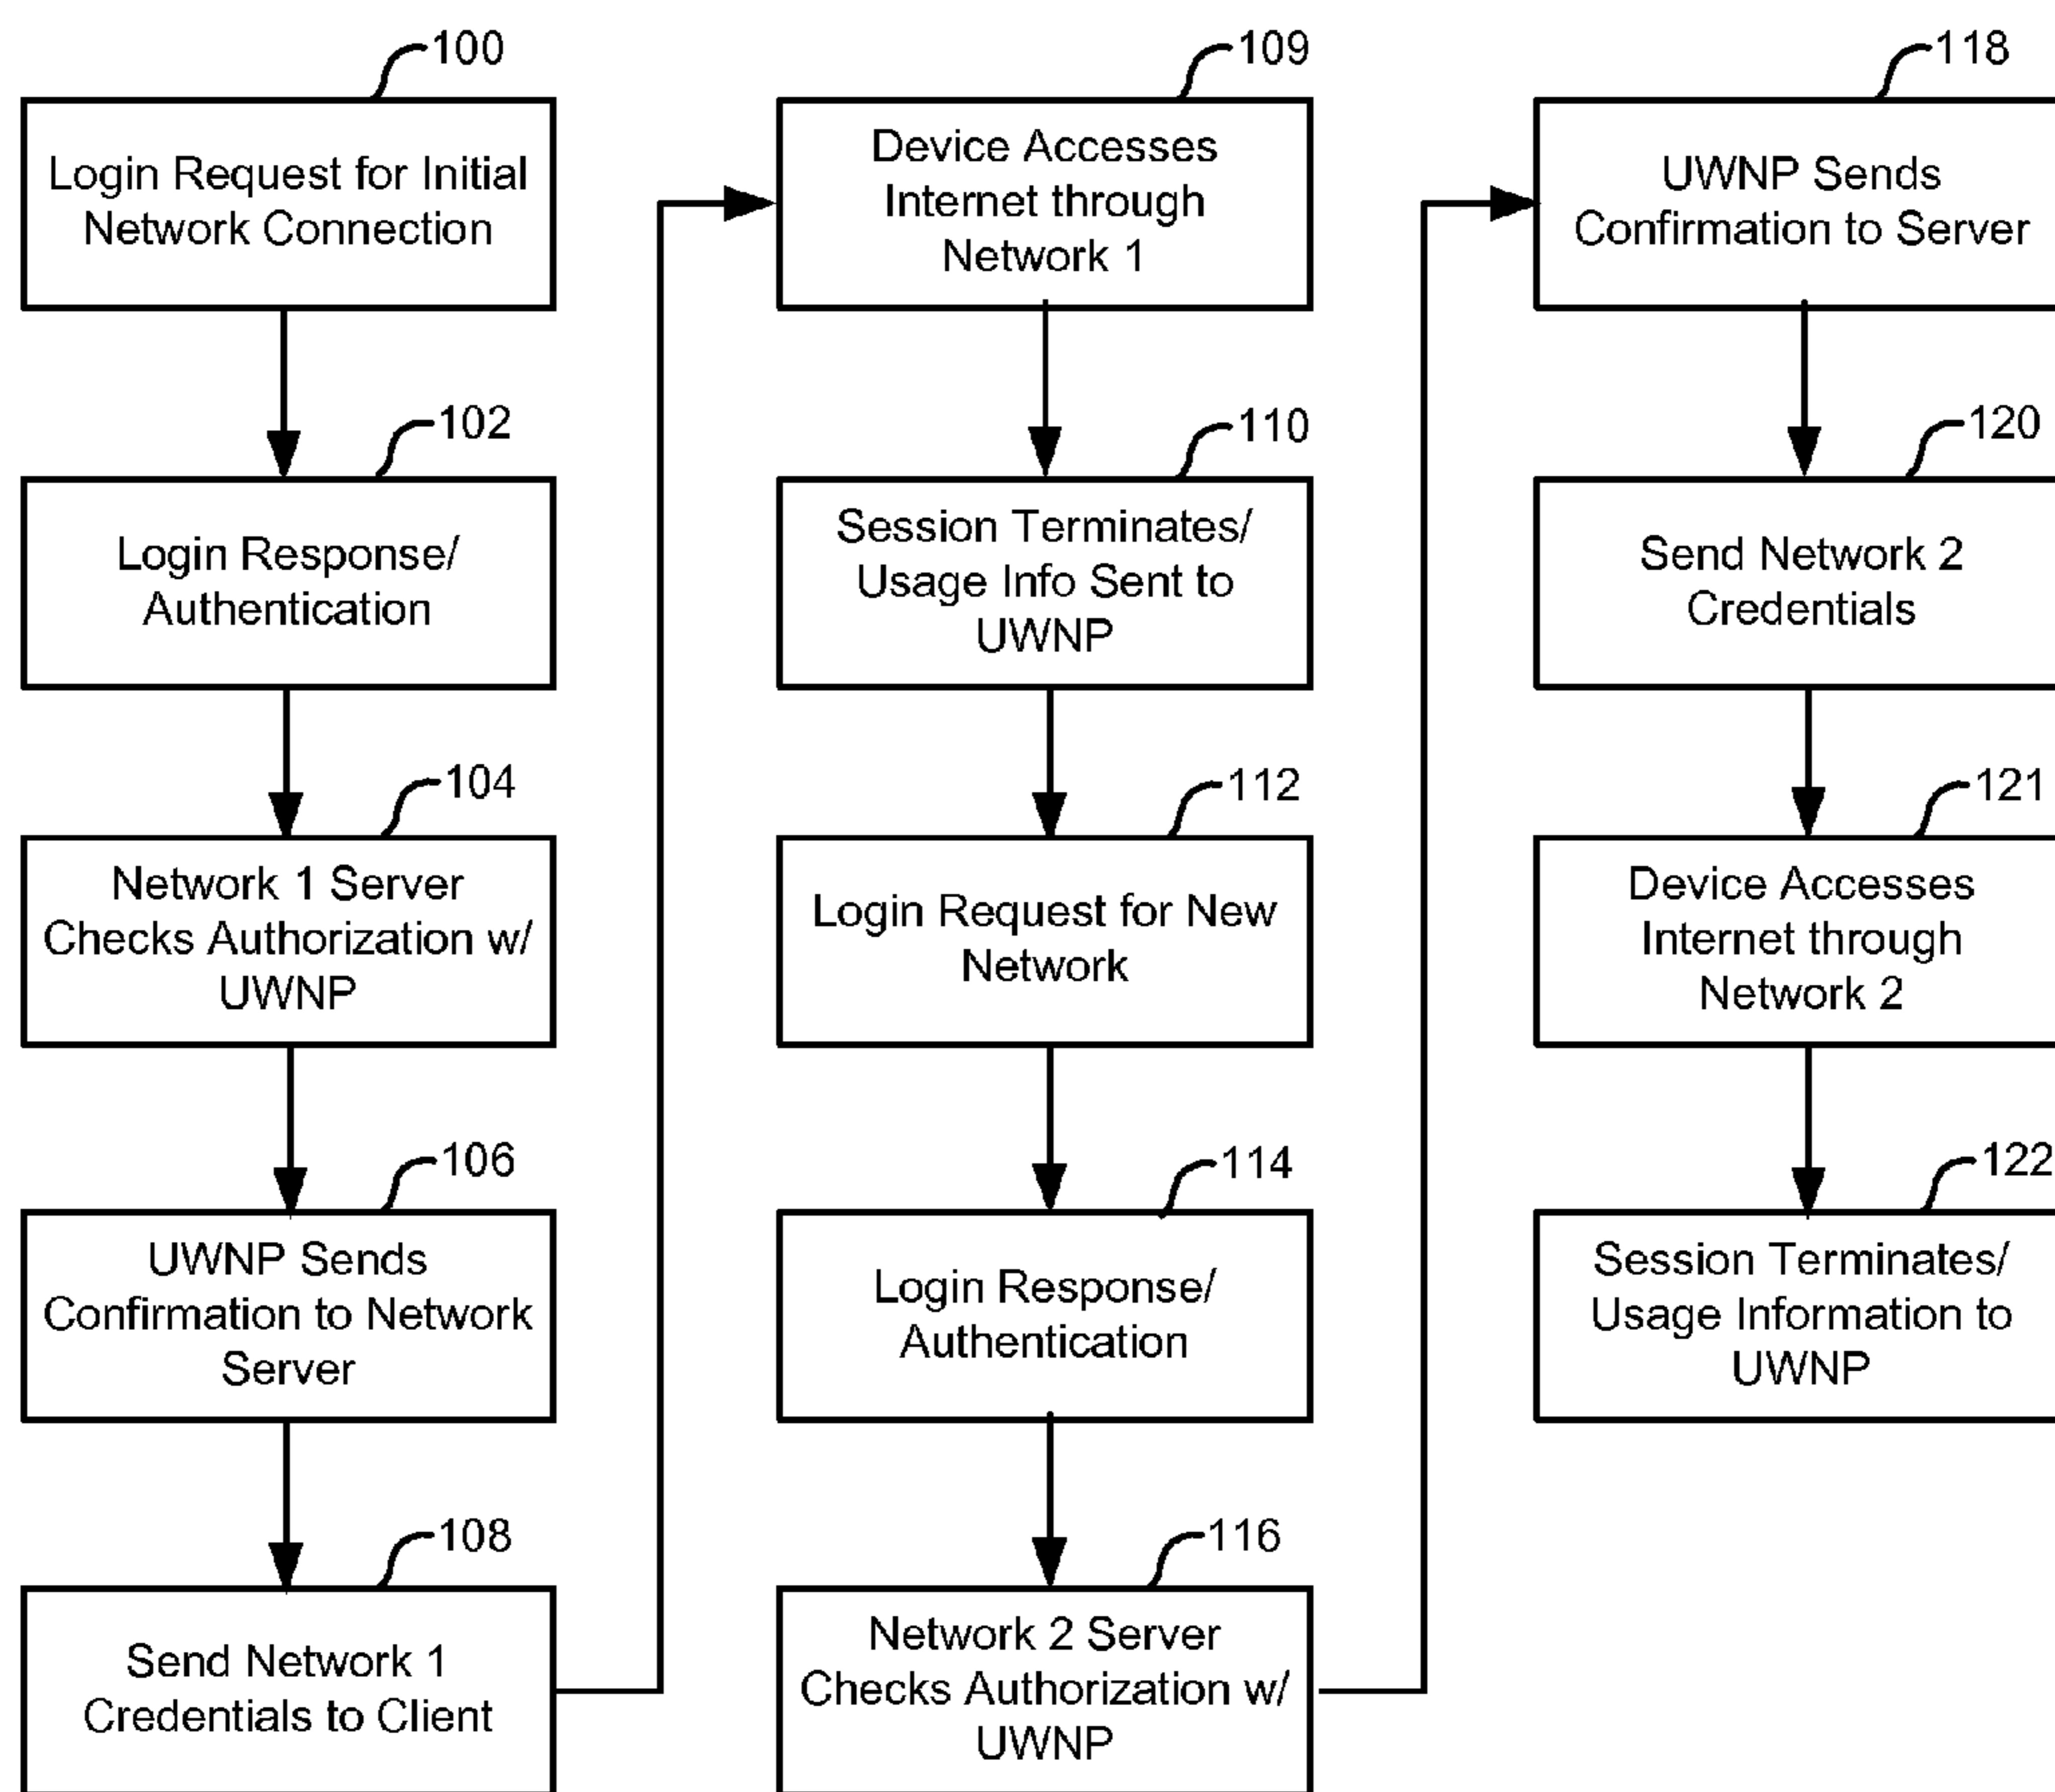 100
Login Request for Initial
Network Connection
102
Login Response/
Authentication
104
Network 1 Server
Checks Authorization w/
UWNP
106
UWNP Sends
Confirmation to Network
Server
108
Send Network 1
Credentials to Client
109
Device Accesses
Internet through
Network 1
110
Session Terminates/
Usage Info Sent to
UWNP
112
Login Request for New
Network
114
Login Response/
Authentication
116
Network 2 Server
Checks Authorization w/
UWNP
118
UWNP Sends
Confirmation to Server
120
Send Network 2
Credentials
121
Device Accesses
Internet through
Network 2
122
Session Terminates/
Usage Information to
UWNP